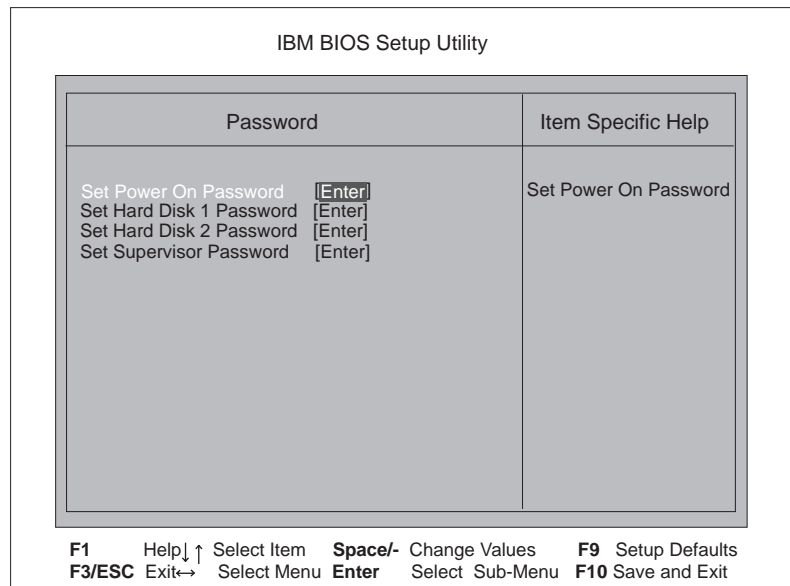 IBM BIOS Setup Utility
Password
Item Specific Help
Set Power On Password [Enter]
Set Hard Disk 1 Password [Enter]
Set Hard Disk 2 Password [Enter]
Set Supervisor Password [Enter]
Set Power On Password
F1 Help↓ ↑ Select Item Space/- Change Values F9 Setup Defaults
F3/ESC Exit↔ Select Menu Enter Select Sub-Menu F10 Save and Exit